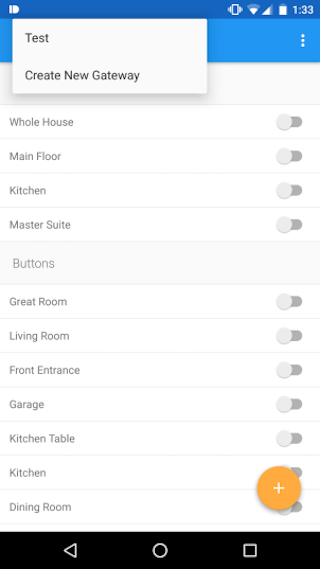 1:33
Test
Create New Gateway
Whole House
Main Floor
Kitchen
Master Suite
Buttons
Great Room
Living Room
Front Entrance
Garage
Kitchen Table
Kitchen
+
Dining Room